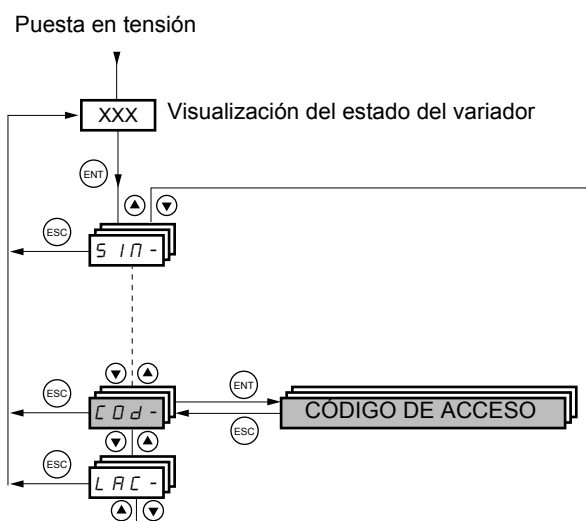 Puesta en tensión
XXX
Visualización del estado del variador
ENT
ESC
SIM-
ESC
ENT
COd-
CÓDIGO DE ACCESO
ESC
ESC
LAC-